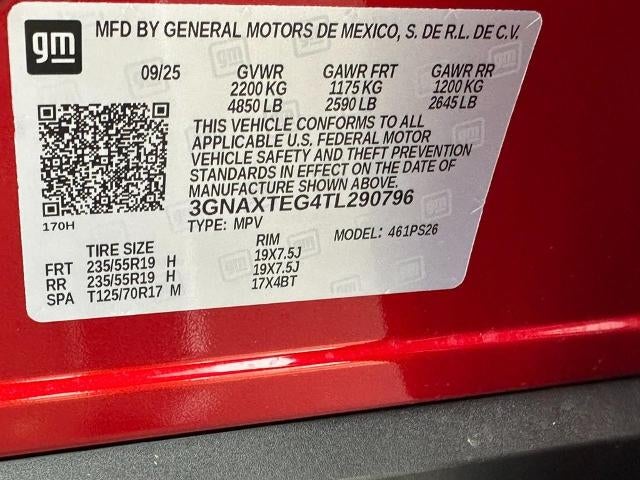 gm
MFD BY GENERAL MOTORS DE MEXICO, S. DE R.L. DE C.V.
09/25 GVWR GAWR FRT GAWR RR
2200 KG 1175 KG 1200 KG
4850 LB 2590 LB 2645 LB
THIS VEHICLE CONFORMS TO ALL
APPLICABLE U.S. FEDERAL MOTOR
VEHICLE SAFETY AND THEFT PREVENTION
STANDARDS IN EFFECT ON THE DATE OF
MANUFACTURE SHOWN ABOVE.
170H
3GNAXTEG4TL290796
TYPE: MPV MODEL: 461PS26
TIRE SIZE RIM
FRT 235/55R19 H 19X7.5J
RR 235/55R19 H 19X7.5J
SPA T125/70R17 M 17X4BT